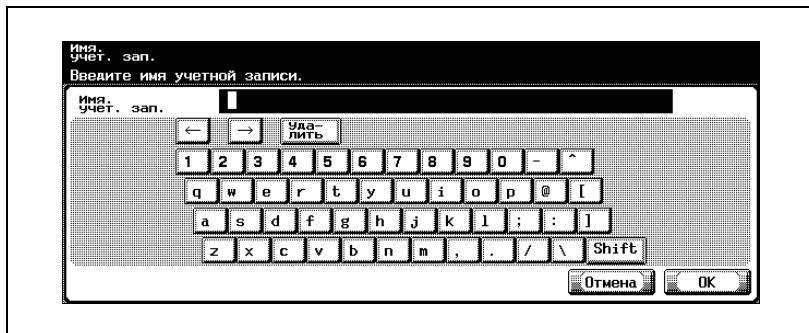 Имя.
учет. зап.
Введите имя учетной записи.
Имя.
учет. зап.
← → Уда-
лить
1 2 3 4 5 6 7 8 9 0 - ^
q w e r t y u i o p @ [
a s d f g h j k l ; : ]
z x c v b n m , . / \ Shift
Отмена OK